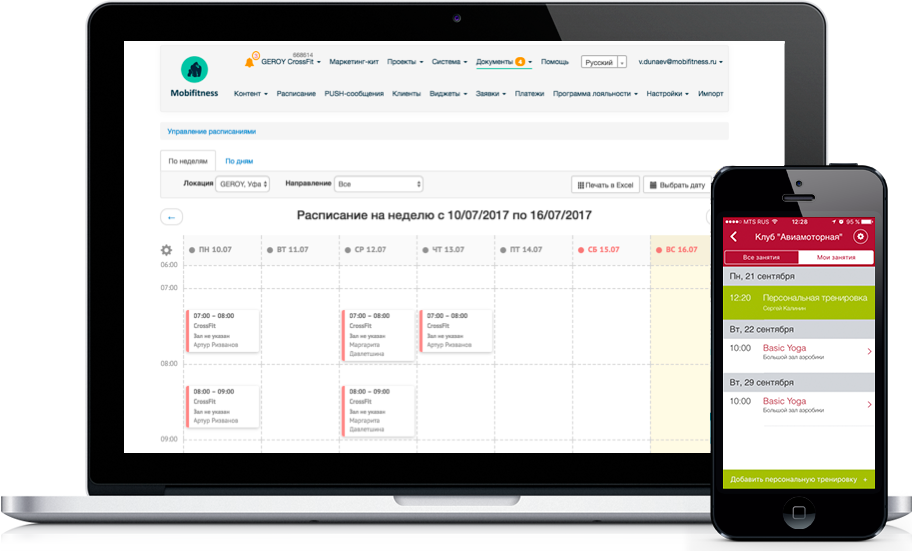 668614
3
GEROY CrossFit
Маркетинг-кит
Проекты
Система
Документы 4
Помощь
Русский
v.dunaev@mobifitness.ru
Mobifitness
Контент
Расписание
PUSH-сообщения
Клиенты
Виджеты
Заявки
Платежи
Программа лояльности
Настройки
Импорт
Управление расписаниями
По неделям
По дням
Локация GEROY, Уфа
Направление Все
Печать в Excel
Выбрать дату
Расписание на неделю с 10/07/2017 по 16/07/2017
ПН 10.07
ВТ 11.07
СР 12.07
ЧТ 13.07
ПТ 14.07
СБ 15.07
ВС 16.07
06:00
07:00
07:00 – 08:00
CrossFit
Зал не указан
Артур Ризванов
07:00 – 08:00
CrossFit
Зал не указан
Маргарита
Давлетшина
07:00 – 08:00
CrossFit
Зал не указан
Артур Ризванов
08:00
08:00 – 09:00
CrossFit
Зал не указан
Артур Ризванов
08:00 – 09:00
CrossFit
Зал не указан
Маргарита
Давлетшина
09:00
MTS RUS 12:28 95 %
Клуб "Авиамоторная"
Все занятия
Мои занятия
Пн, 21 сентября
12:20 Персональная тренировка
Сергей Калинин
Вт, 22 сентября
10:00 Basic Yoga
Большой зал аэробики
Вт, 29 сентября
10:00 Basic Yoga
Большой зал аэробики
Добавить персональную тренировку +